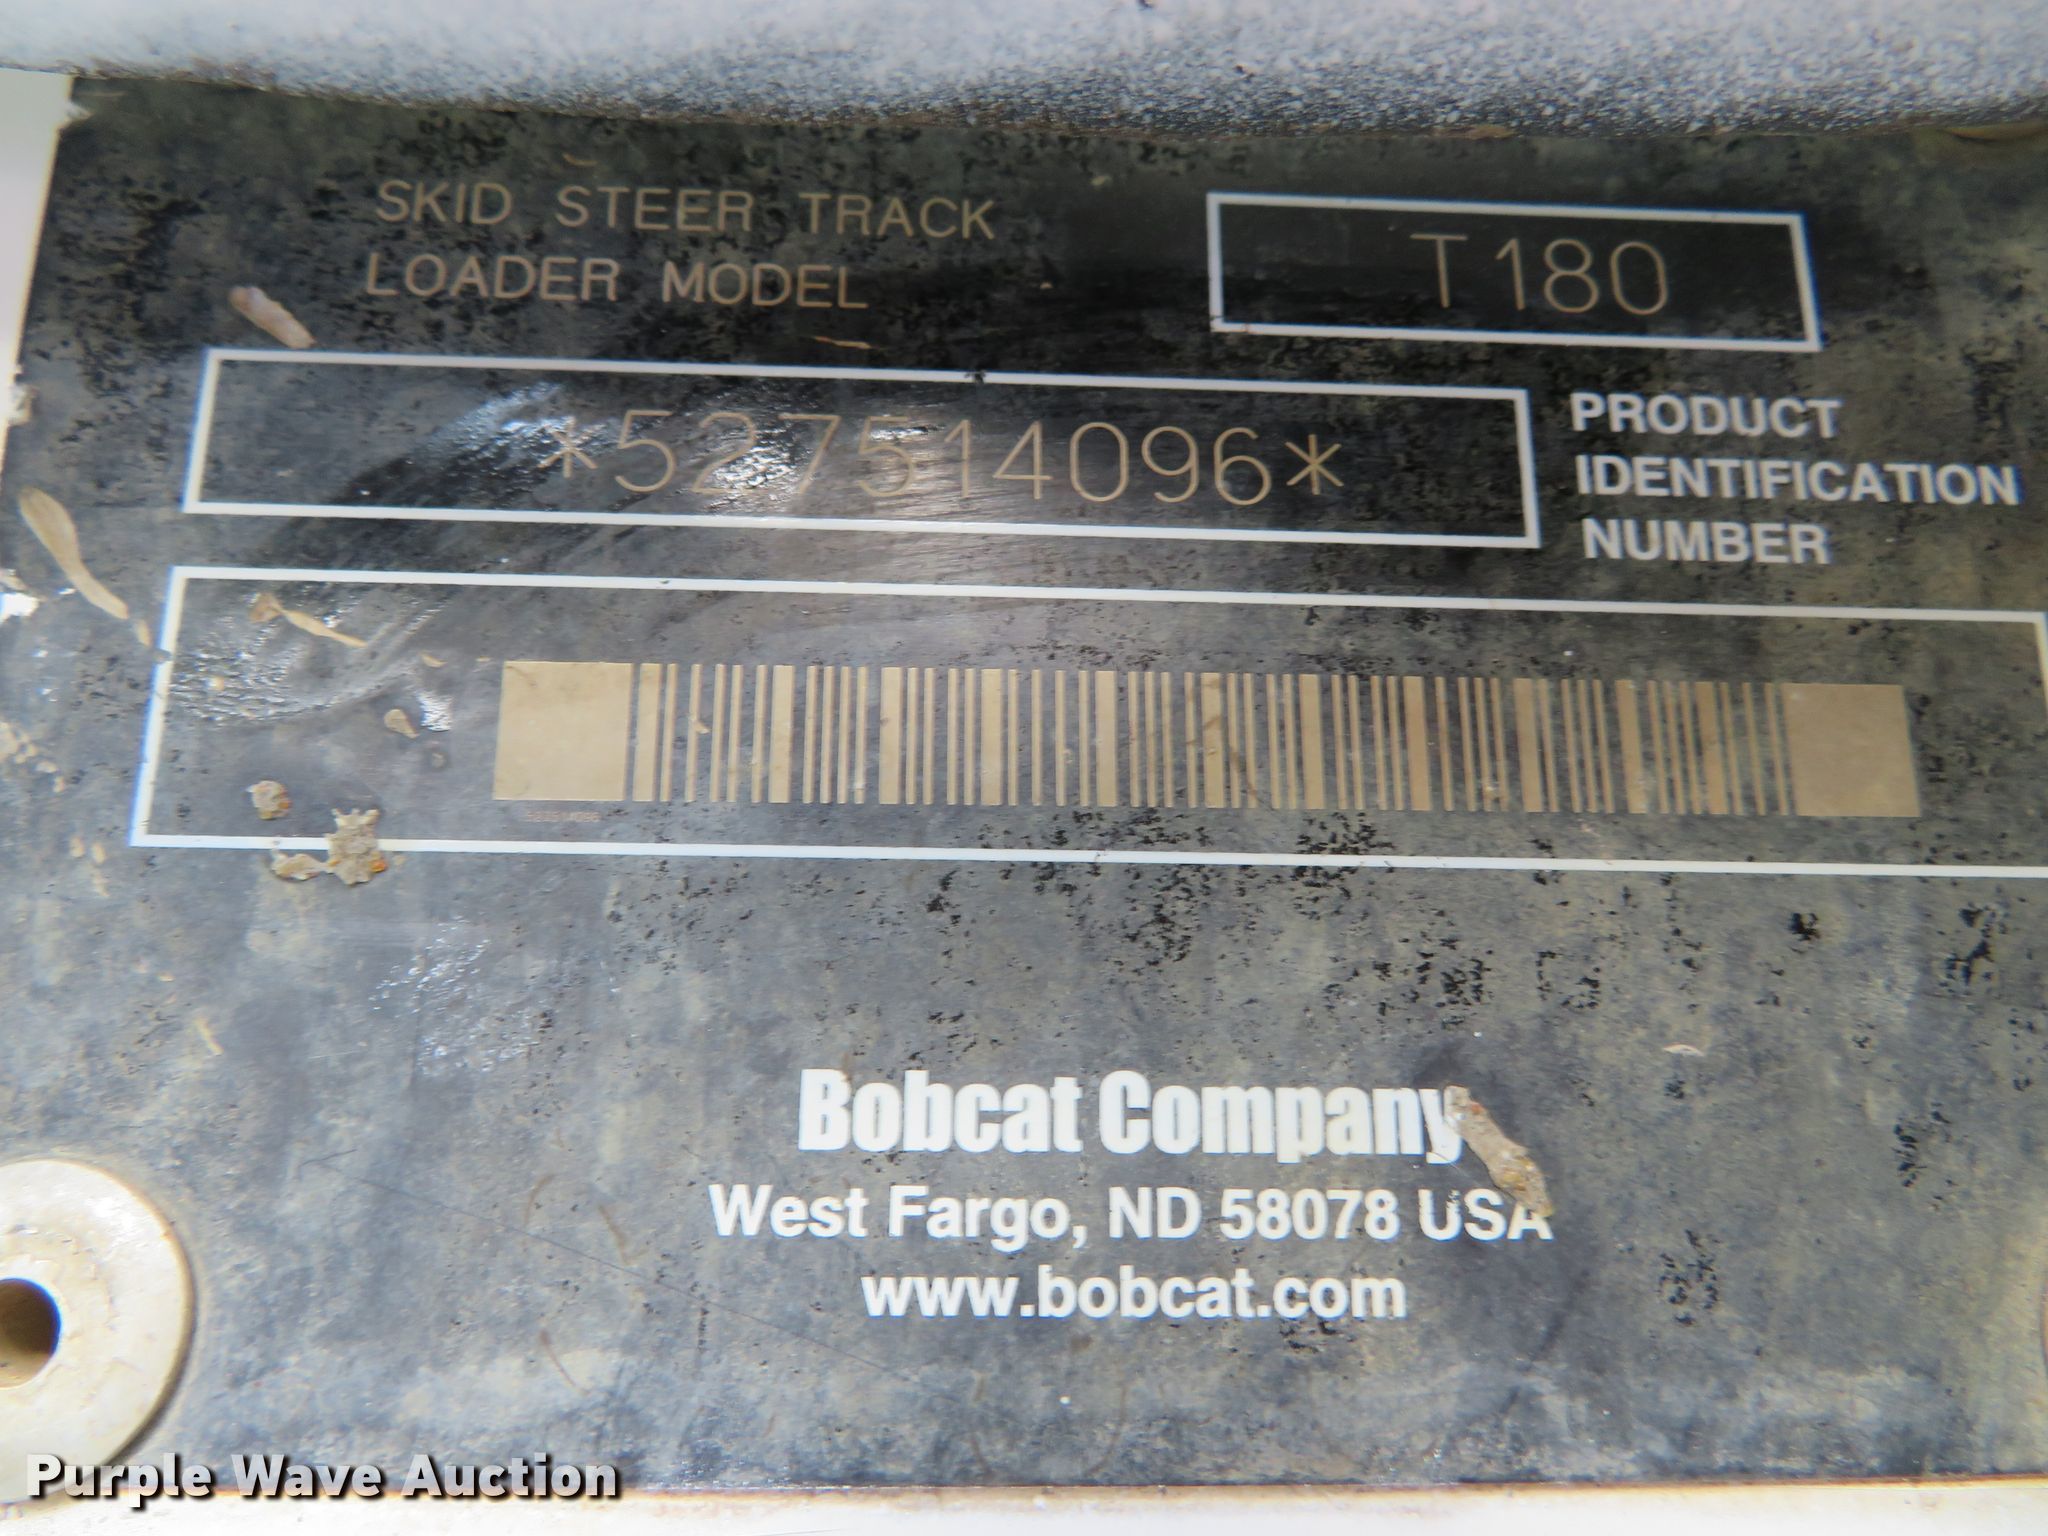 SKID STEER TRACK
LOADER MODEL
T180
*527514096*
PRODUCT
IDENTIFICATION
NUMBER
527514096
Bobcat Company
West Fargo, ND 58078 USA
www.bobcat.com
Purple Wave Auction